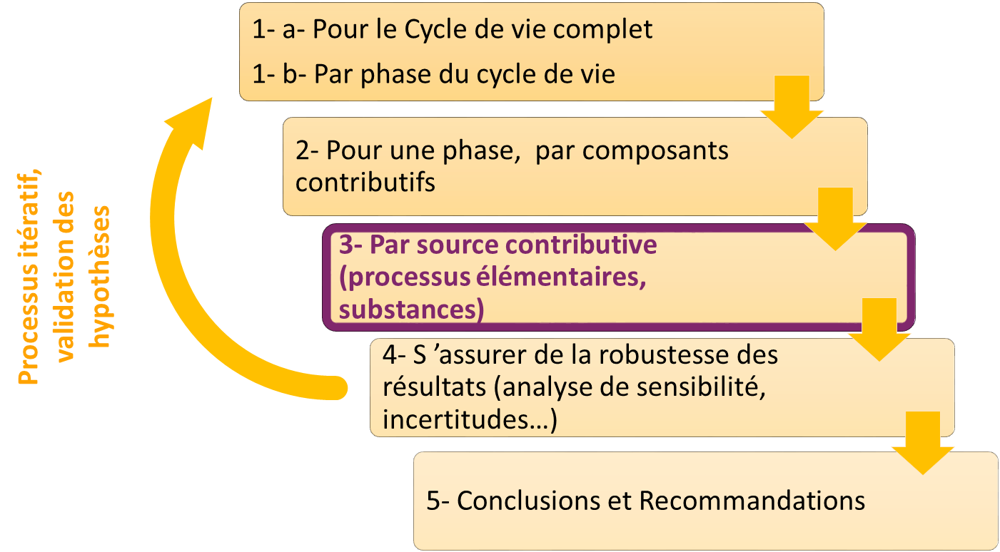 1- a- Pour le Cycle de vie complet
1- b- Par phase du cycle de vie
2- Pour une phase,  par composants
contributifs
3- Par source contributive
(processus élémentaires,
substances)
4- S ’assurer de la robustesse des
résultats (analyse de sensibilité,
incertitudes…)
5- Conclusions et Recommandations
Processus itératif,
validation des
hypothèses